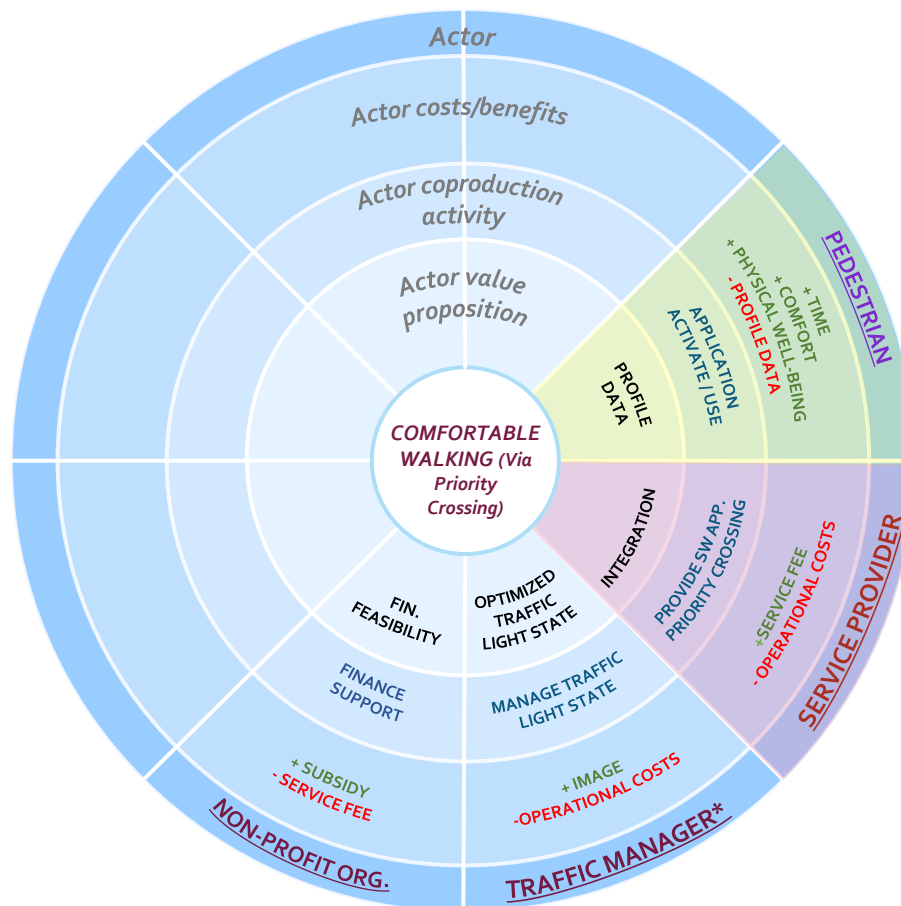 Actor
Actor costs/benefits
Actor coproduction
activity
Actor value
proposition
COMFORTABLE
WALKING (Via
Priority
Crossing)
PEDESTRIAN
+ TIME
+ COMFORT
+ PHYSICAL WELL-BEING
- PROFILE DATA
APPLICATION
ACTIVATE / USE
PROFILE
DATA
SERVICE PROVIDER
+SERVICE FEE
- OPERATIONAL COSTS
PROVIDE SW APP.
PRIORITY CROSSING
INTEGRATION
OPTIMIZED
TRAFFIC
LIGHT STATE
MANAGE TRAFFIC
LIGHT STATE
+ IMAGE
-OPERATIONAL COSTS
TRAFFIC MANAGER*
FIN.
FEASIBILITY
FINANCE
SUPPORT
+ SUBSIDY
- SERVICE FEE
NON-PROFIT ORG.